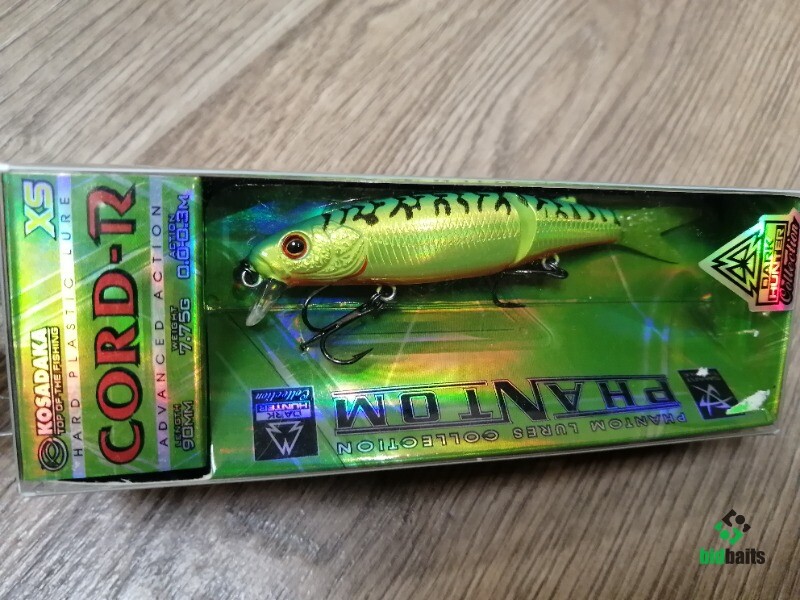 KOSADAKA
TOP OF THE FISHING
HARD PLASTIC LURE
XS
CORD-R
ADVANCED ACTION
LENGTH
90MM
WEIGHT
7.75G
ACTION
0.0-0.3M
DARK
HUNTER
Collection
PHANTOM
PHANTOM LURES COLLECTION
DARK
HUNTER
Collection
bidbaits